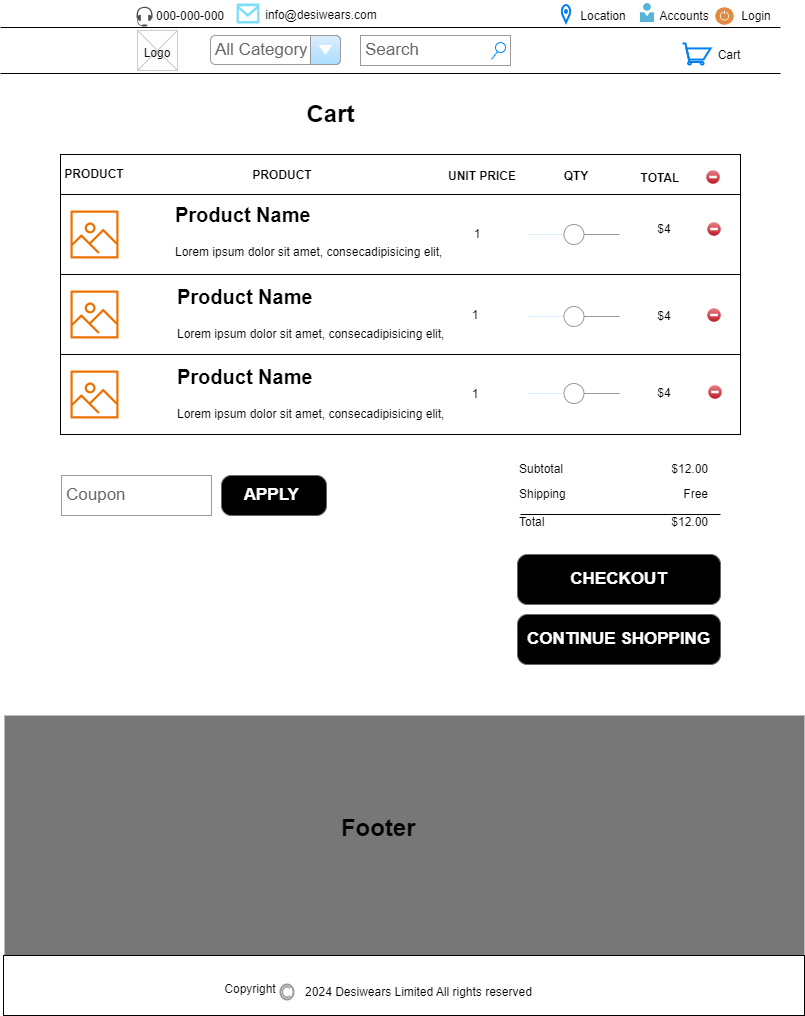 000-000-000 info@desiwears.com Location Accounts Login
Logo All Category Search Cart
Cart
PRODUCT PRODUCT UNIT PRICE QTY TOTAL
Product Name
Lorem ipsum dolor sit amet, consecadipisicing elit, 1 $4
Product Name
Lorem ipsum dolor sit amet, consecadipisicing elit, 1 $4
Product Name
Lorem ipsum dolor sit amet, consecadipisicing elit, 1 $4
Coupon APPLY
Subtotal $12.00
Shipping Free
Total $12.00
CHECKOUT
CONTINUE SHOPPING
Footer
Copyright © 2024 Desiwears Limited All rights reserved